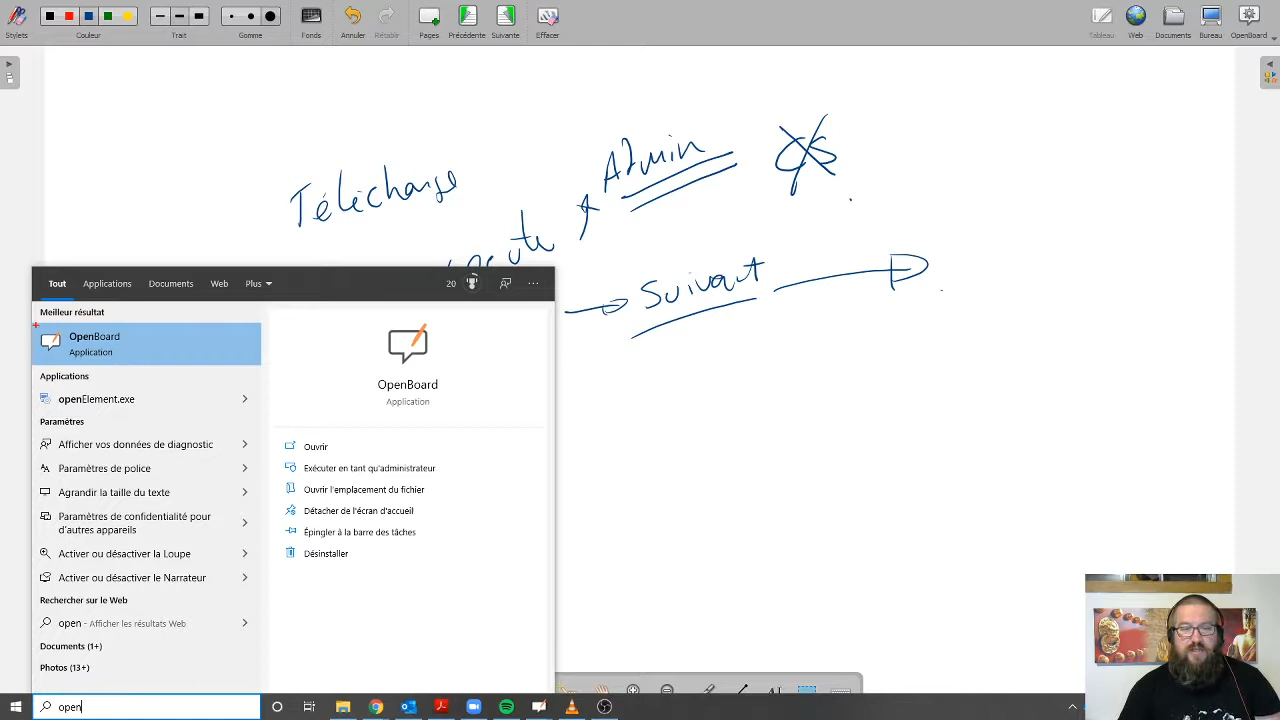 Stylets
Couleur
Trait
Gomme
Fonds
Annuler
Rétablir
Pages
Précédente
Suivante
Effacer
Tableau
Web
Documents
Bureau
OpenBoard
Télécharge
Admin
Suivant
Tout
Applications
Documents
Web
Plus
20
Meilleur résultat
OpenBoard
Application
Applications
openElement.exe
Paramètres
Afficher vos données de diagnostic
Paramètres de police
Agrandir la taille du texte
Paramètres de confidentialité pour
d'autres appareils
Activer ou désactiver la Loupe
Activer ou désactiver le Narrateur
Rechercher sur le Web
open - Afficher les résultats Web
Documents (1+)
Photos (13+)
OpenBoard
Application
Ouvrir
Exécuter en tant qu'administrateur
Ouvrir l'emplacement du fichier
Détacher de l'écran d'accueil
Épingler à la barre des tâches
Désinstaller
open